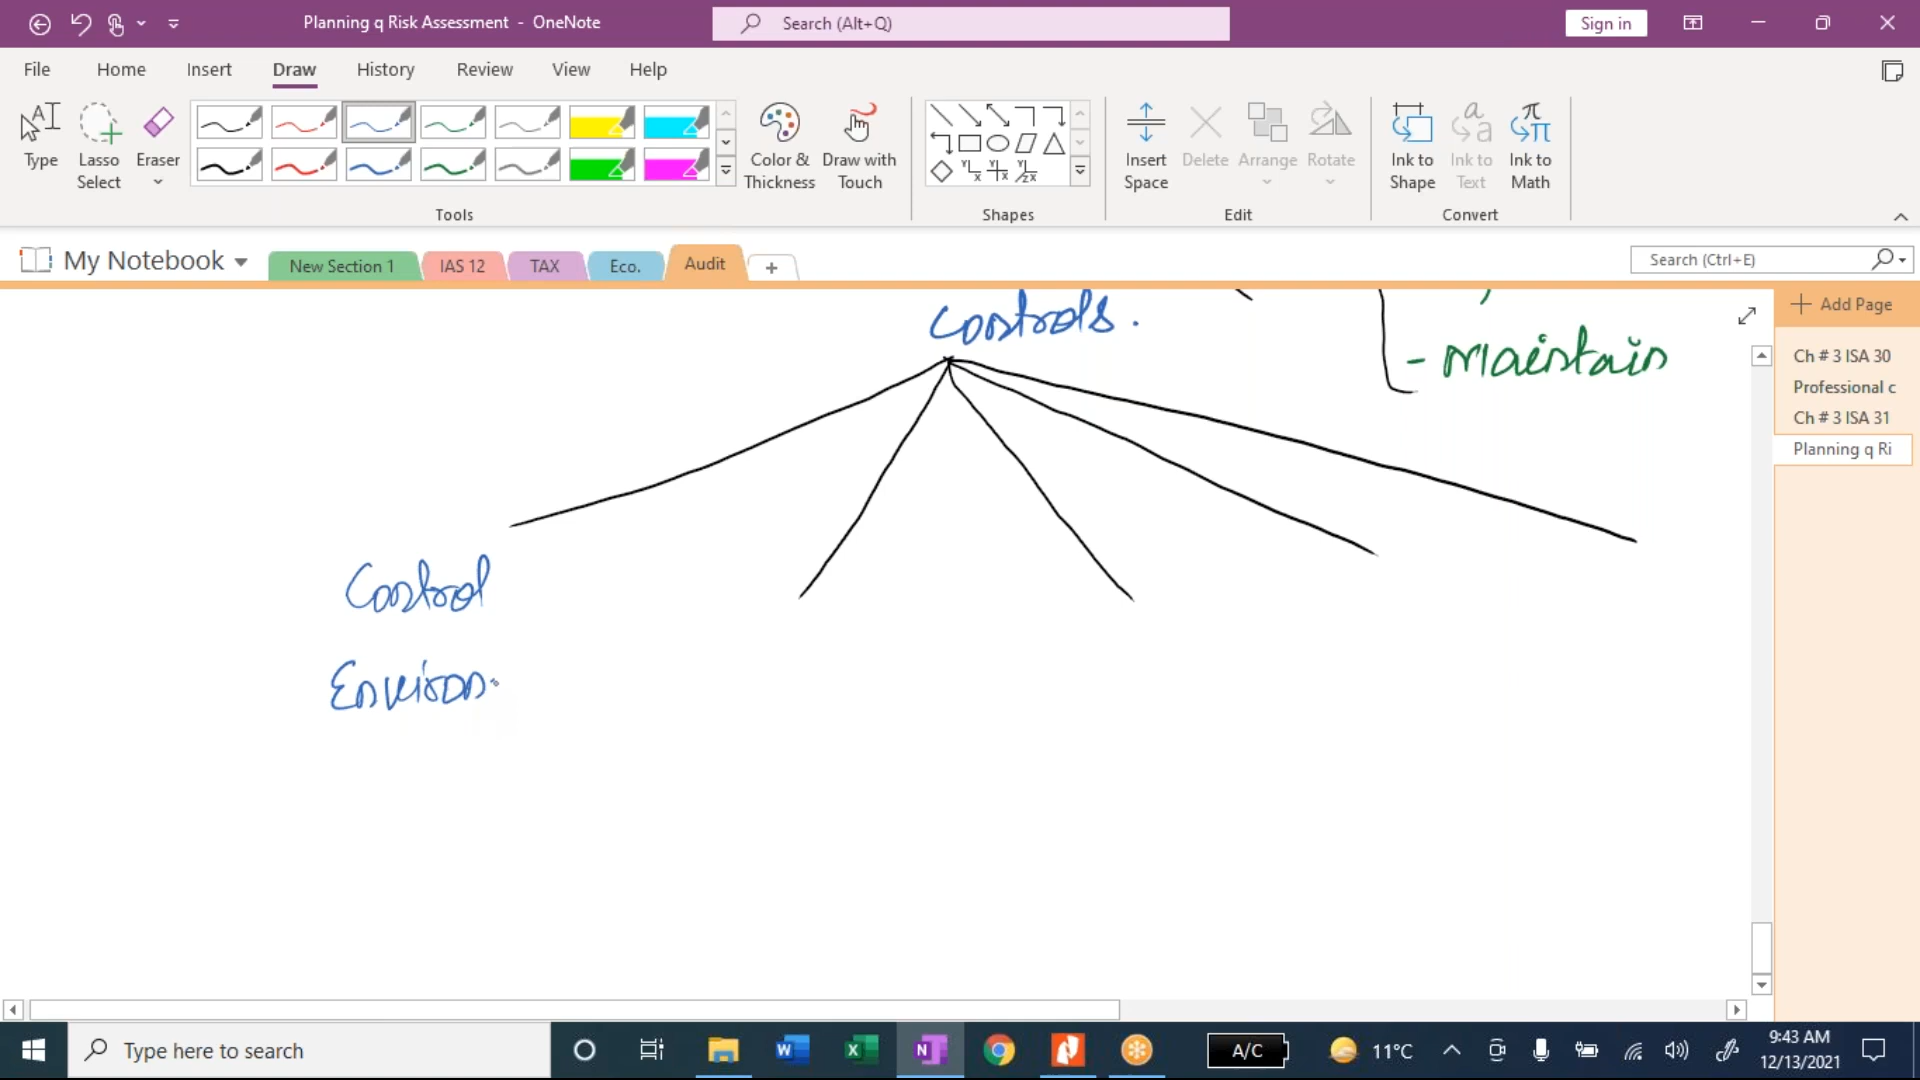 Planning q Risk Assessment - OneNote
Search (Alt+Q)
Sign in
File
Home
Insert
Draw
History
Review
View
Help
Type
Lasso Select
Eraser
Color & Thickness
Draw with Touch
Insert Space
Delete
Arrange
Rotate
Ink to Shape
Ink to Text
Ink to Math
Tools
Shapes
Edit
Convert
My Notebook
New Section 1
IAS 12
TAX
Eco.
Audit
Search (Ctrl+E)
Add Page
Ch # 3 ISA 30
Professional c
Ch # 3 ISA 31
Planning q Ri
Controls.
- Maintain
Control
Environ.
Type here to search
A/C
11°C
9:43 AM
12/13/2021